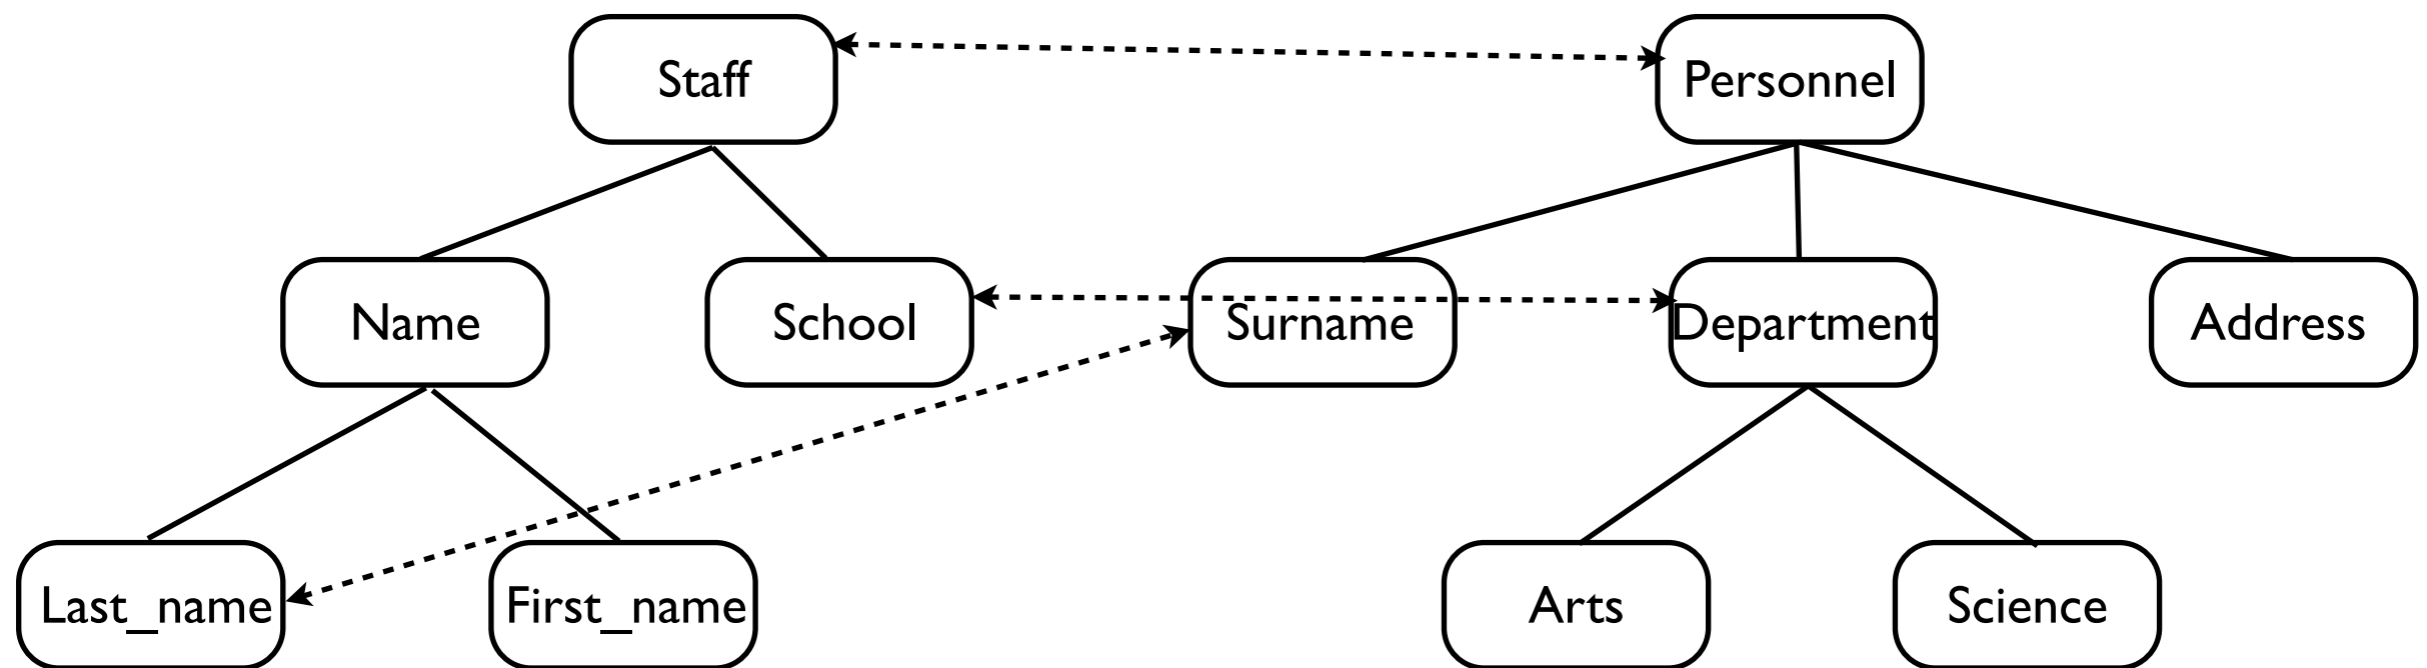 Staff
Personnel
Name
School
Surname
Department
Address
Last_name
First_name
Arts
Science